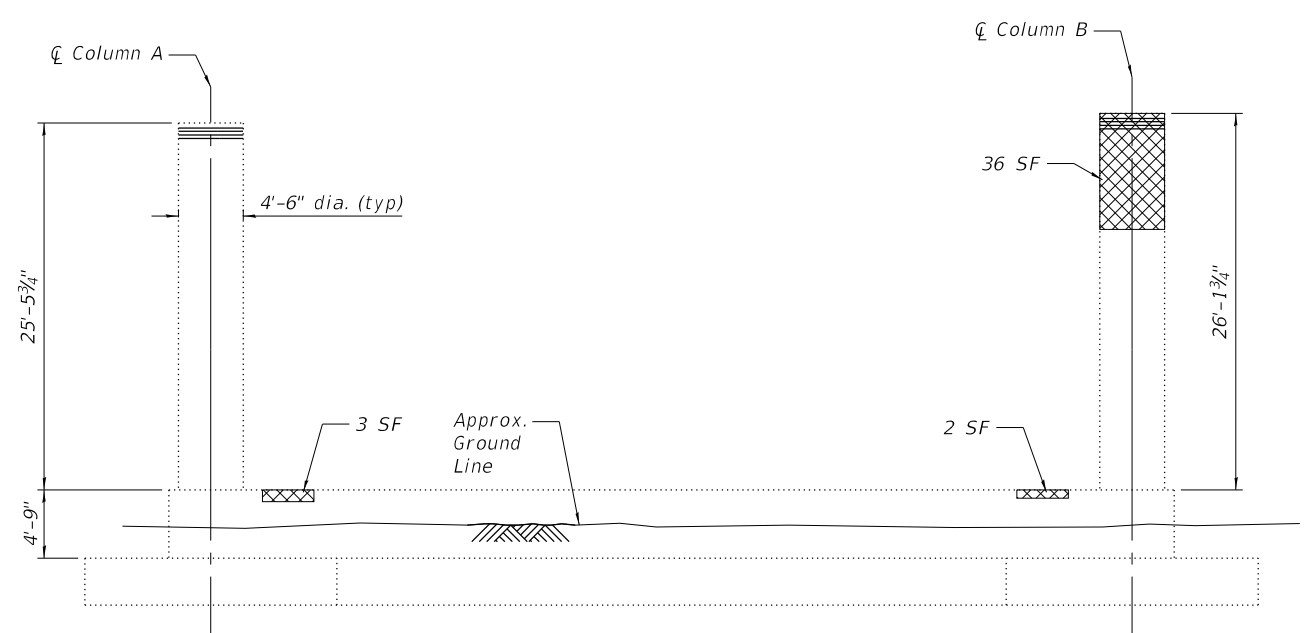 ℄ Column A
℄ Column B
36 SF
4'-6" dia. (typ)
25'-5¾"
26'-1¾"
3 SF
Approx.
Ground
Line
2 SF
4'-9"